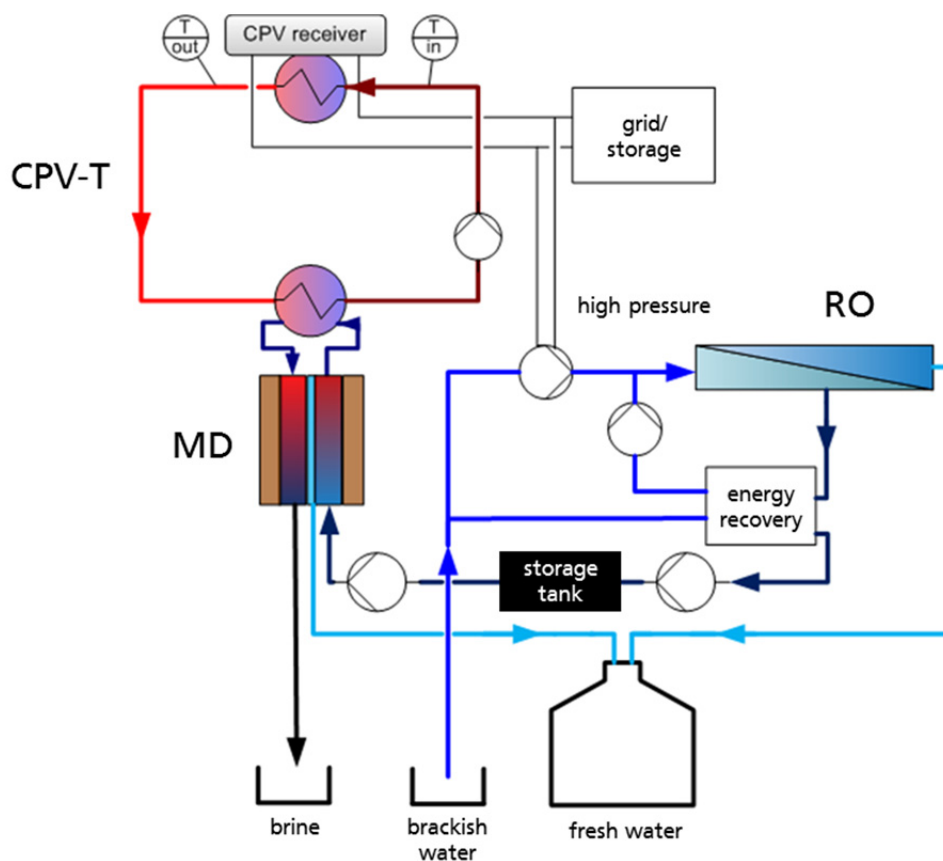 T
out
CPV receiver
T
in
grid/
storage
CPV-T
high pressure
RO
MD
energy
recovery
storage
tank
brine
brackish
water
fresh water